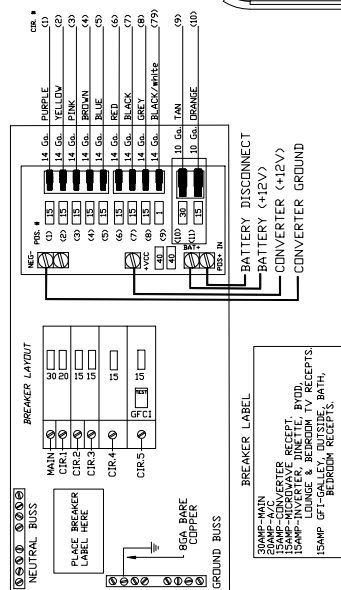 CIR. #
PURPLE (1)
YELLOW (2)
PINK (3)
BROWN (4)
BLUE (5)
RED (6)
BLACK (7)
GREY (8)
BLACK/white (79)
TAN (9)
ORANGE (10)
14 Ga.
14 Ga.
14 Ga.
14 Ga.
14 Ga.
14 Ga.
14 Ga.
14 Ga.
14 Ga.
10 Ga.
10 Ga.
POS. #
(1) 15
(2) 15
(3) 15
(4) 15
(5) 15
(6) 15
(7) 15
(8) 15
(9) 1
(10) 30
(11) 15
NEG-
+VCC
40
40
BAT+
POS+ IN
BATTERY DISCONNECT
BATTERY (+12V)
CONVERTER (+12V)
CONVERTER GROUND
BREAKER LAYOUT
MAIN 30
CIR.1 20
CIR.2 15
CIR.3 15
CIR.4 15
CIR.5 15
TEST
GFCI
NEUTRAL BUSS
PLACE BREAKER
LABEL HERE
8GA BARE
COPPER
GROUND BUSS
BREAKER LABEL
30AMP-MAIN
20AMP-A/C
15AMP-CONVERTER
15AMP-MICROWAVE RECEPT.
15AMP-INVERTER, DINETTE, BYOD,
LOUNGE & BEDROOM TV RECEPTS.
15AMP GFI-GALLEY, OUTSIDE, BATH,
BEDROOM RECEPTS.